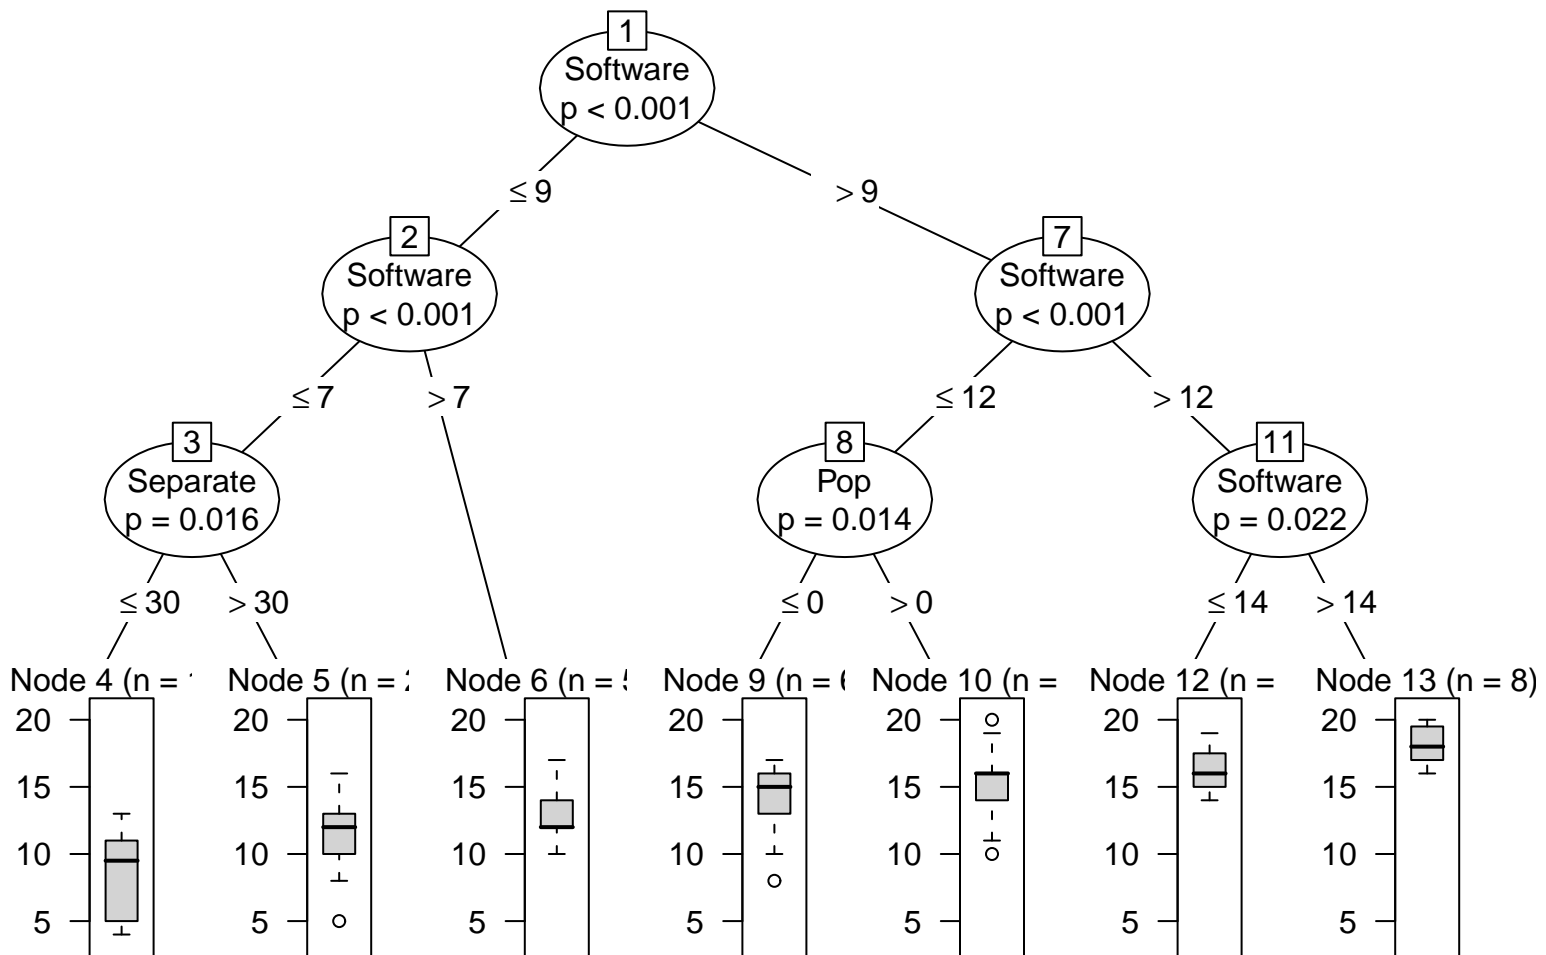 1
Software
p < 0.001
≤ 9
> 9
2
Software
p < 0.001
7
Software
p < 0.001
≤ 7
> 7
≤ 12
> 12
3
Separate
p = 0.016
8
Pop
p = 0.014
11
Software
p = 0.022
≤ 30
> 30
≤ 0
> 0
≤ 14
> 14
Node 4 (n =
20
15
10
5
Node 5 (n =
20
15
10
5
Node 6 (n =
20
15
10
5
Node 9 (n =
20
15
10
5
Node 10 (n =
20
15
10
5
Node 12 (n =
20
15
10
5
Node 13 (n = 8)
20
15
10
5